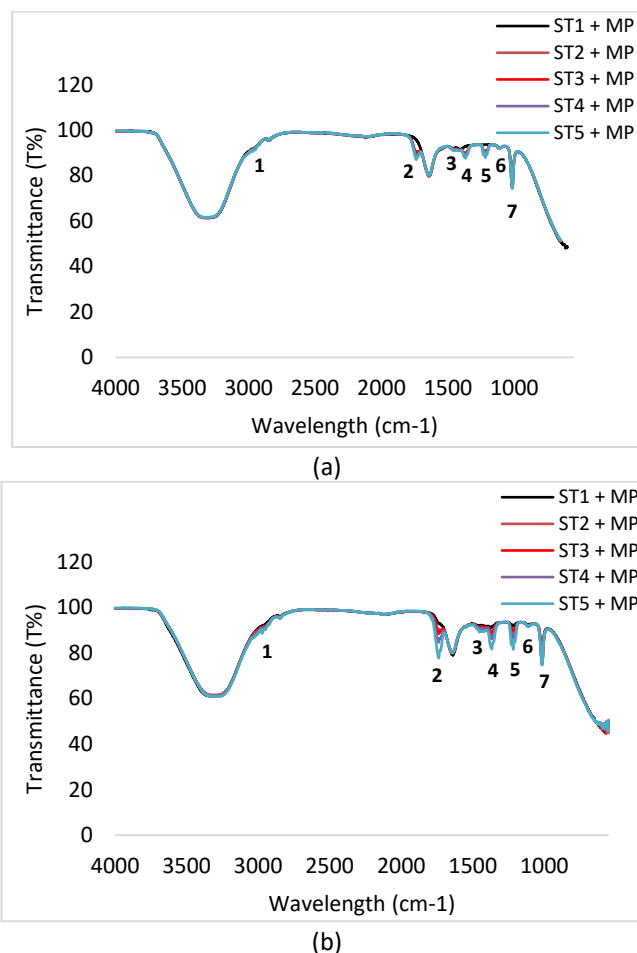 ST1 + MP
ST2 + MP
ST3 + MP
ST4 + MP
ST5 + MP
120
100
80
60
40
20
0
Transmittance (T%)
1
2
3
4
5
6
7
4000 3500 3000 2500 2000 1500 1000
Wavelength (cm-1)
(a)
ST1 + MP
ST2 + MP
ST3 + MP
ST4 + MP
ST5 + MP
120
100
80
60
40
20
0
Transmittance (T%)
1
2
3
4
5
6
7
4000 3500 3000 2500 2000 1500 1000
Wavelength (cm-1)
(b)